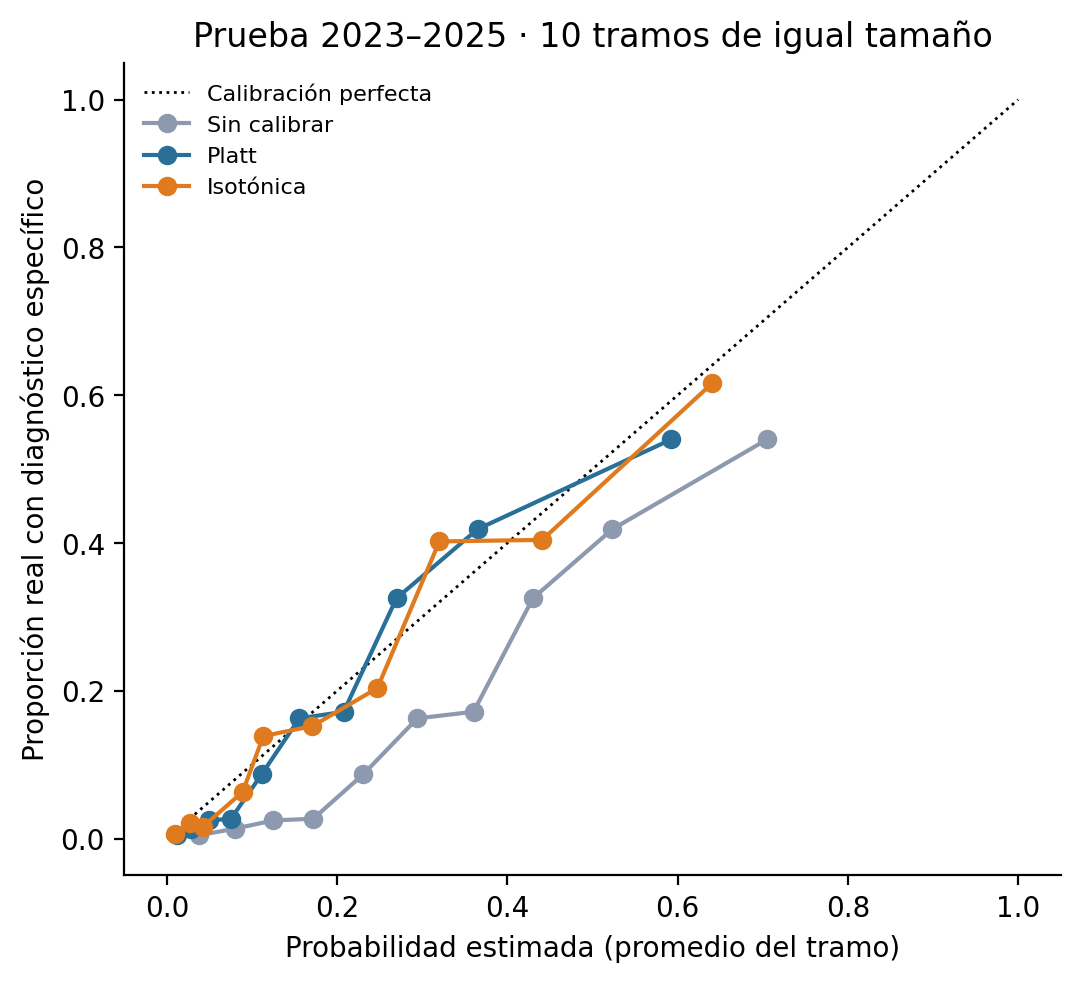 Prueba 2023–2025 · 10 tramos de igual tamaño
Calibración perfecta
Sin calibrar
Platt
Isotónica
Proporción real con diagnóstico específico
1.0
0.8
0.6
0.4
0.2
0.0
0.0 0.2 0.4 0.6 0.8 1.0
Probabilidad estimada (promedio del tramo)